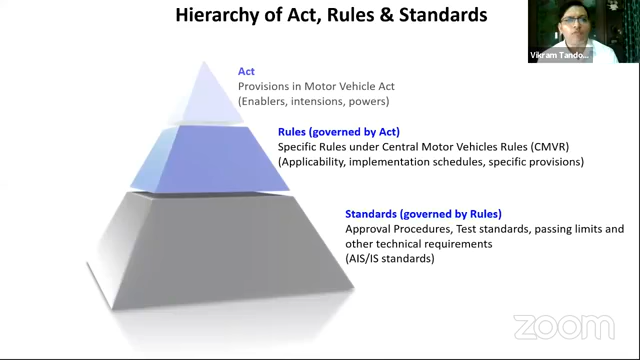 Hierarchy of Act, Rules & Standards
Vikram Tando...
Act
Provisions in Motor Vehicle Act
(Enablers, intensions, powers)
Rules (governed by Act)
Specific Rules under Central Motor Vehicles Rules (CMVR)
(Applicability, implementation schedules, specific provisions)
Standards (governed by Rules)
Approval Procedures, Test standards, passing limits and
other technical requirements
(AIS/IS standards)
zoom